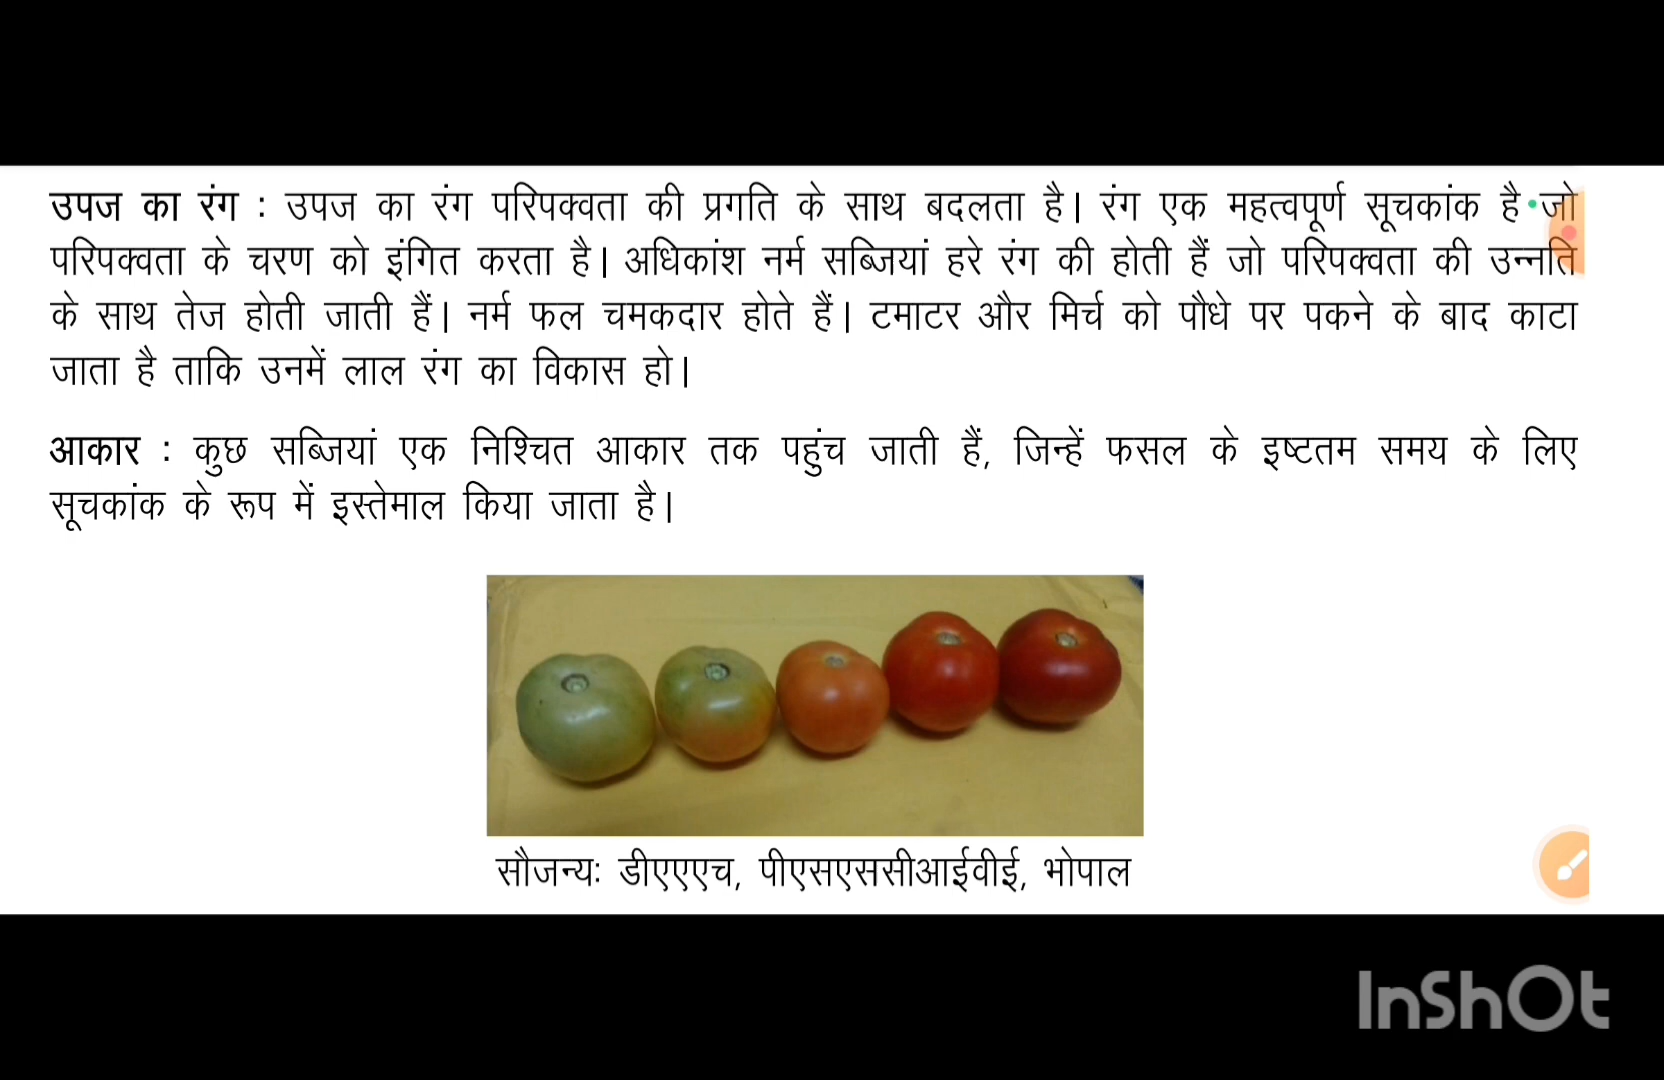 उपज का रंग : उपज का रंग परिपक्वता की प्रगति के साथ बदलता है। रंग एक महत्वपूर्ण सूचकांक है जो
परिपक्वता के चरण को इंगित करता है। अधिकांश नर्म सब्जियां हरे रंग की होती हैं जो परिपक्वता की उन्नति
के साथ तेज होती जाती हैं। नर्म फल चमकदार होते हैं। टमाटर और मिर्च को पौधे पर पकने के बाद काटा
जाता है ताकि उनमें लाल रंग का विकास हो।
आकार : कुछ सब्जियां एक निश्चित आकार तक पहुंच जाती हैं, जिन्हें फसल के इष्टतम समय के लिए
सूचकांक के रूप में इस्तेमाल किया जाता है।
सौजन्यः डीएएएच, पीएसएससीआईवीई, भोपाल
InShOt